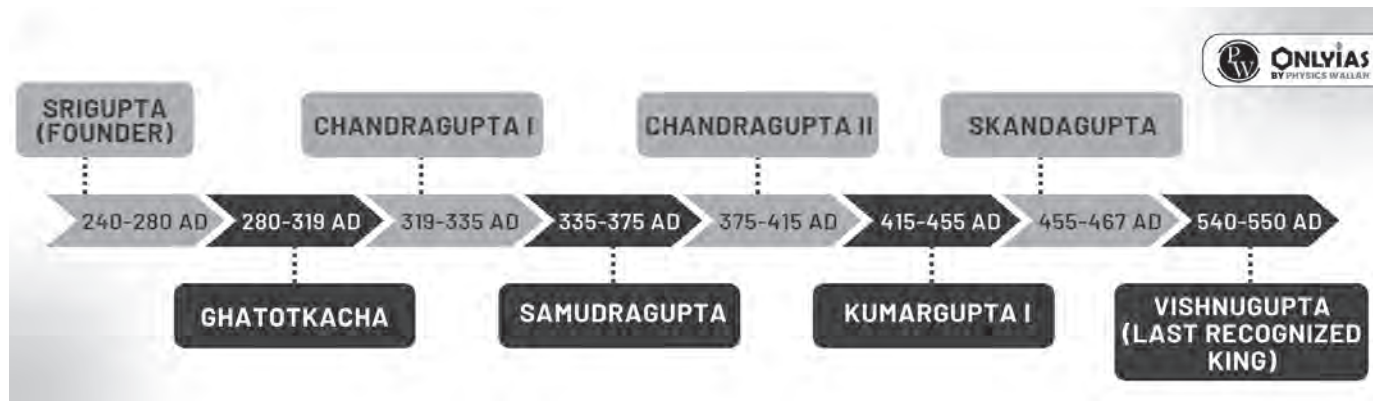 PW ONLYIAS
BY PHYSICS WALLAH
SRIGUPTA
(FOUNDER)
CHANDRAGUPTA I
CHANDRAGUPTA II
SKANDAGUPTA
240-280 AD
280-319 AD
319-335 AD
335-375 AD
375-415 AD
415-455 AD
455-467 AD
540-550 AD
GHATOTKACHA
SAMUDRAGUPTA
KUMARGUPTA I
VISHNUGUPTA
(LAST RECOGNIZED
KING)